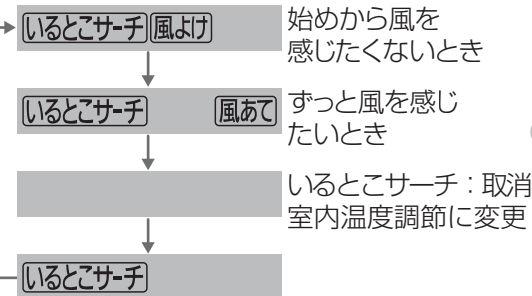 いるとこサーチ 風よけ
始めから風を
感じたくないとき
いるとこサーチ 風あて
ずっと風を感じ
たいとき
いるとこサーチ：取消
室内温度調節に変更
いるとこサーチ